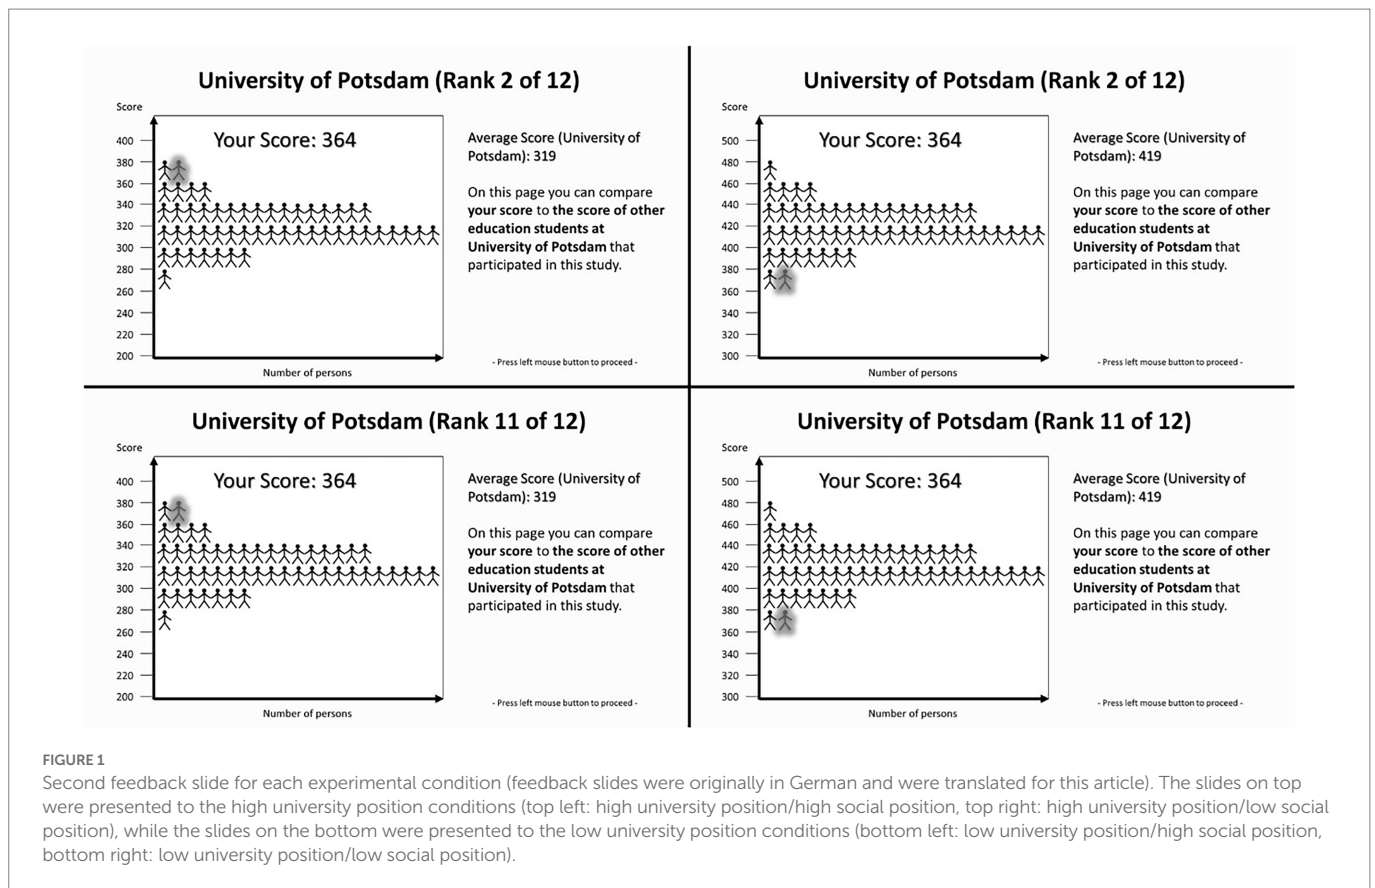 University of Potsdam (Rank 2 of 12)
Score
Your Score: 364
400
380
360
340
320
300
280
260
240
220
200
Number of persons
Average Score (University of
Potsdam): 319
On this page you can compare
your score to the score of other
education students at
University of Potsdam that
participated in this study.
- Press left mouse button to proceed -
University of Potsdam (Rank 2 of 12)
Score
Your Score: 364
500
480
460
440
420
400
380
360
340
320
300
Number of persons
Average Score (University of
Potsdam): 419
On this page you can compare
your score to the score of other
education students at
University of Potsdam that
participated in this study.
- Press left mouse button to proceed -
University of Potsdam (Rank 11 of 12)
Score
Your Score: 364
400
380
360
340
320
300
280
260
240
220
200
Number of persons
Average Score (University of
Potsdam): 319
On this page you can compare
your score to the score of other
education students at
University of Potsdam that
participated in this study.
- Press left mouse button to proceed -
University of Potsdam (Rank 11 of 12)
Score
Your Score: 364
500
480
460
440
420
400
380
360
340
320
300
Number of persons
Average Score (University of
Potsdam): 419
On this page you can compare
your score to the score of other
education students at
University of Potsdam that
participated in this study.
- Press left mouse button to proceed -
FIGURE 1
Second feedback slide for each experimental condition (feedback slides were originally in German and were translated for this article). The slides on top
were presented to the high university position conditions (top left: high university position/high social position, top right: high university position/low social
position), while the slides on the bottom were presented to the low university position conditions (bottom left: low university position/high social position,
bottom right: low university position/low social position).